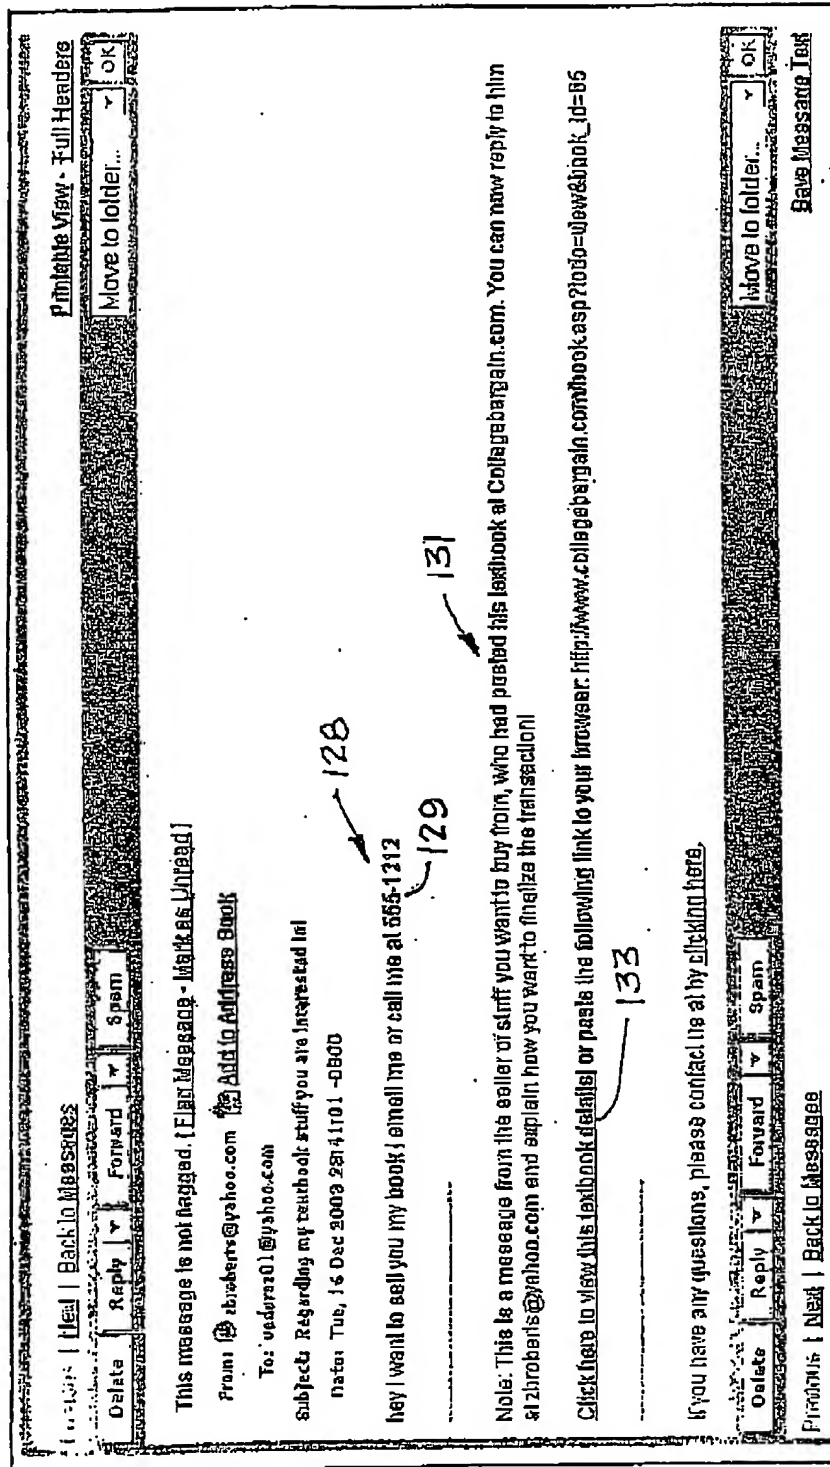 Printable View - Full Headers
| Next | Back to Messages
Delete Reply Forward Spam Move to folder... OK
This message is not flagged. [ Flag Message - Mark as Unread ]
From: zbroberts@yahoo.com Add to Address Book
To: @yahoo.com
Subject: Regarding my textbook stuff you are interested in!
Date: Tue, 16 Dec 2003 -0800
hey I want to sell you my book! email me or call me at 555-1212
128
129
131
Note: This is a message from the seller of stuff you want to buy from, who had posted his textbook at Collegebargain.com. You can now reply to him
at zbroberts@yahoo.com and explain how you want to finalize the transaction!
Click here to view this textbook details! or paste the following link to your browser: http://www.collegebargain.com/book.asp?todo=view&book_id=85
133
If you have any questions, please contact us at by clicking here.
Delete Reply Forward Spam Move to folder... OK
Previous | Next | Back to Messages Save Message Text